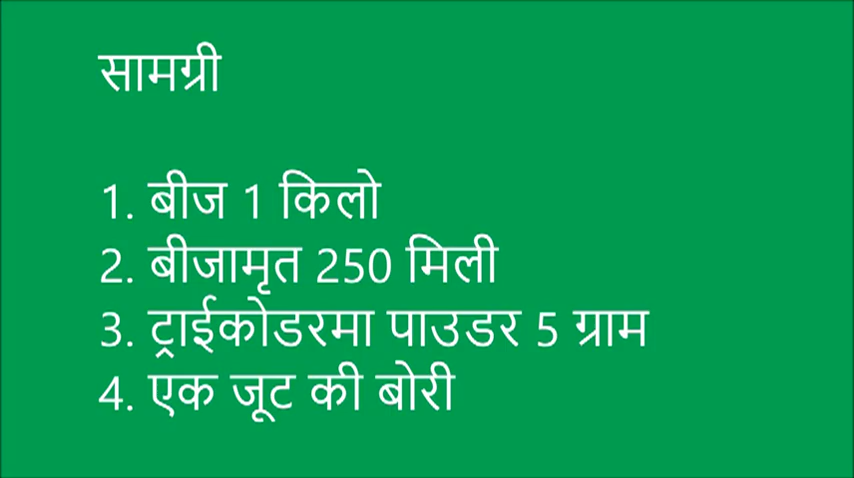 सामग्री
1. बीज 1 किलो
2. बीजामृत 250 मिली
3. ट्राईकोडरमा पाउडर 5 ग्राम
4. एक जूट की बोरी